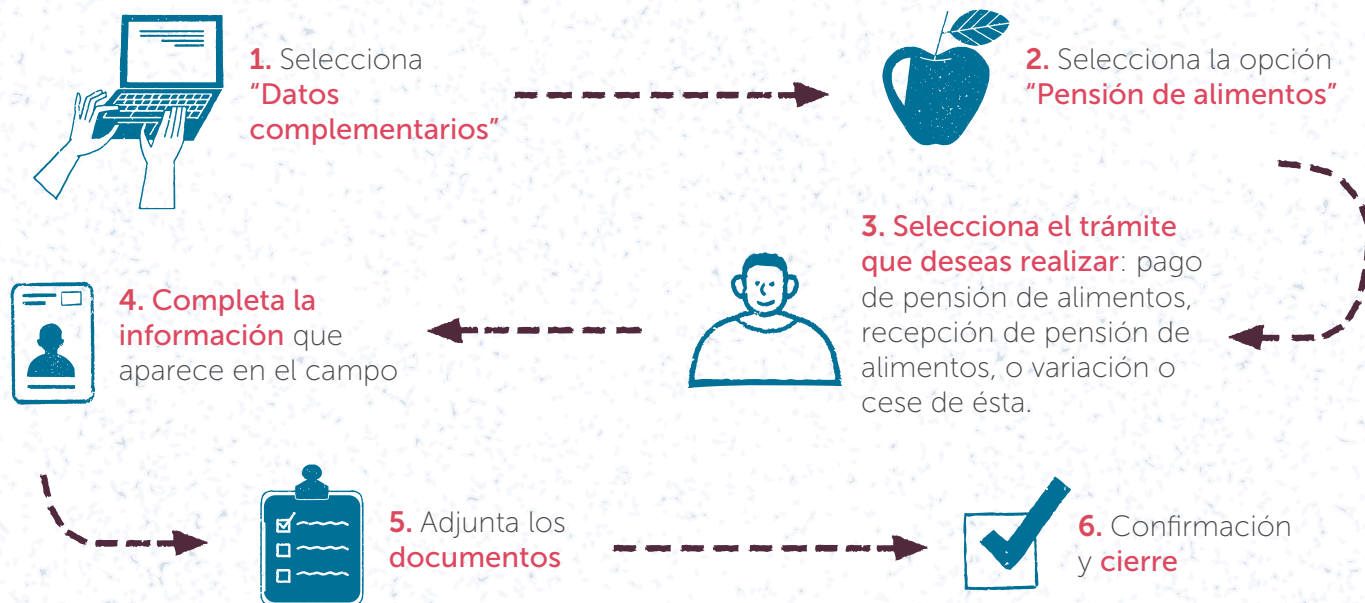 1. Selecciona
"Datos
complementarios”
2. Selecciona la opción
“Pensión de alimentos”
3. Selecciona el trámite
que deseas realizar: pago
de pensión de alimentos,
recepción de pensión de
alimentos, o variación o
cese de ésta.
4. Completa la
información que
aparece en el campo
5. Adjunta los
documentos
6. Confirmación
y cierre